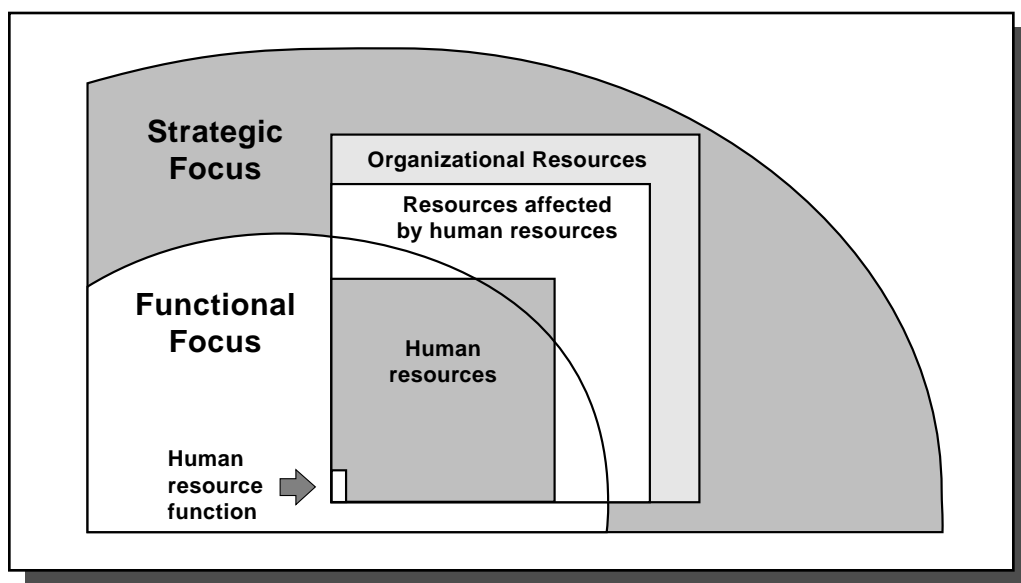 Strategic
Focus
Organizational Resources
Resources affected
by human resources
Functional
Focus
Human
resources
Human
resource
function